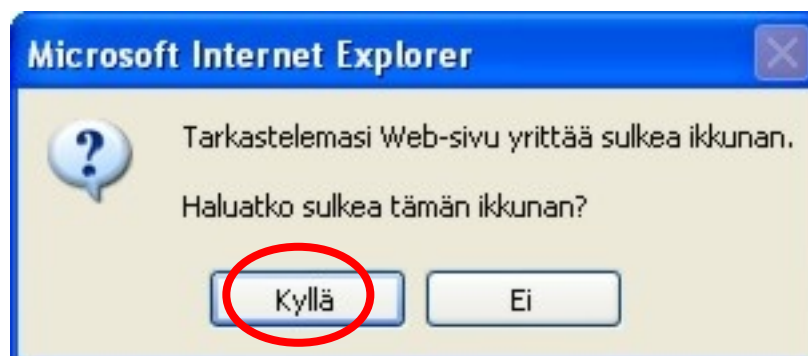 Microsoft Internet Explorer
Tarkastelemasi Web-sivu yrittää sulkea ikkunan.
Haluatko sulkea tämän ikkunan?
Kyllä Ei